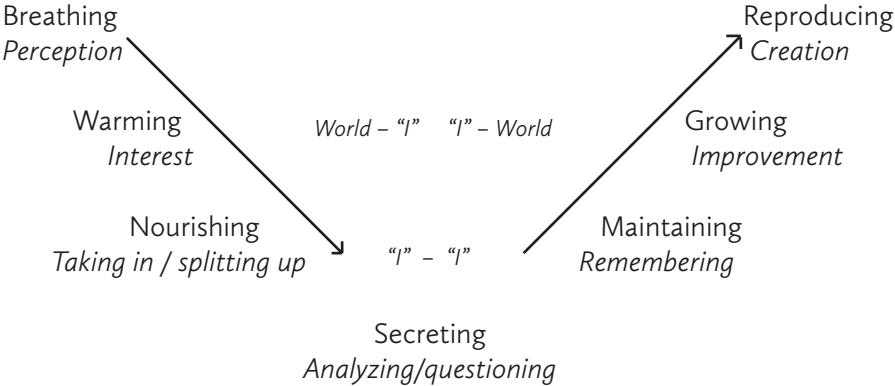 Breathing
Perception
Reproducing
Creation
Warming
Interest
World – “I”   “I” – World
Growing
Improvement
Nourishing
Taking in / splitting up
“I” – “I”
Maintaining
Remembering
Secreting
Analyzing/questioning